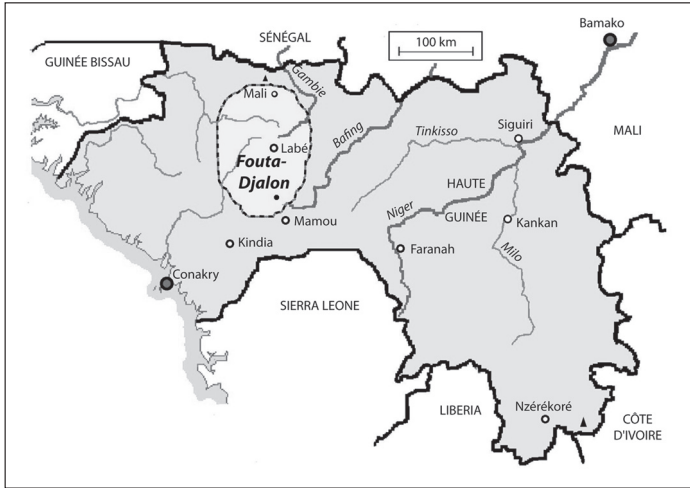 Bamako
SÉNÉGAL
100 km
GUINÉE BISSAU
Gambie
Mali
Bafing
Tinkisso
Siguiri
MALI
Labé
Fouta-
Djalon
HAUTE
GUINÉE
Niger
Mamou
Kankan
Kindia
Faranah
Milo
Conakry
SIERRA LEONE
LIBERIA
Nzérékoré
CÔTE
D'IVOIRE